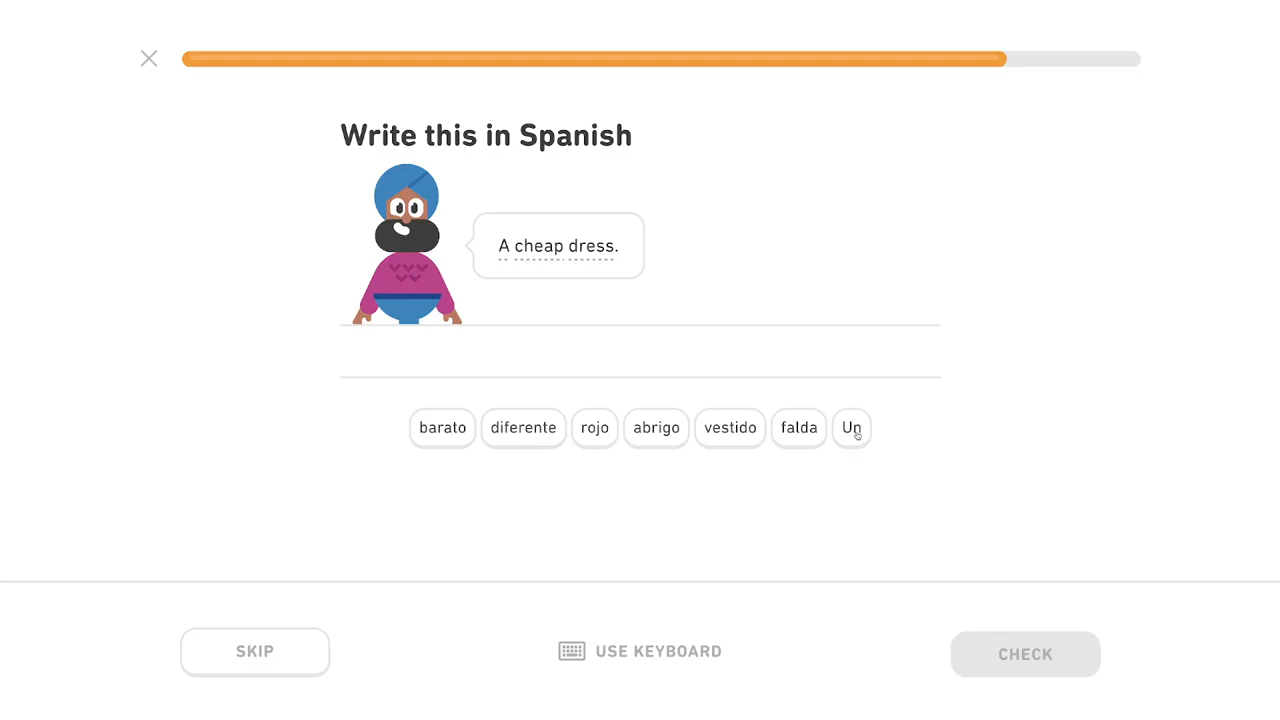 Write this in Spanish
A cheap dress.
barato diferente rojo abrigo vestido falda Un
SKIP USE KEYBOARD CHECK